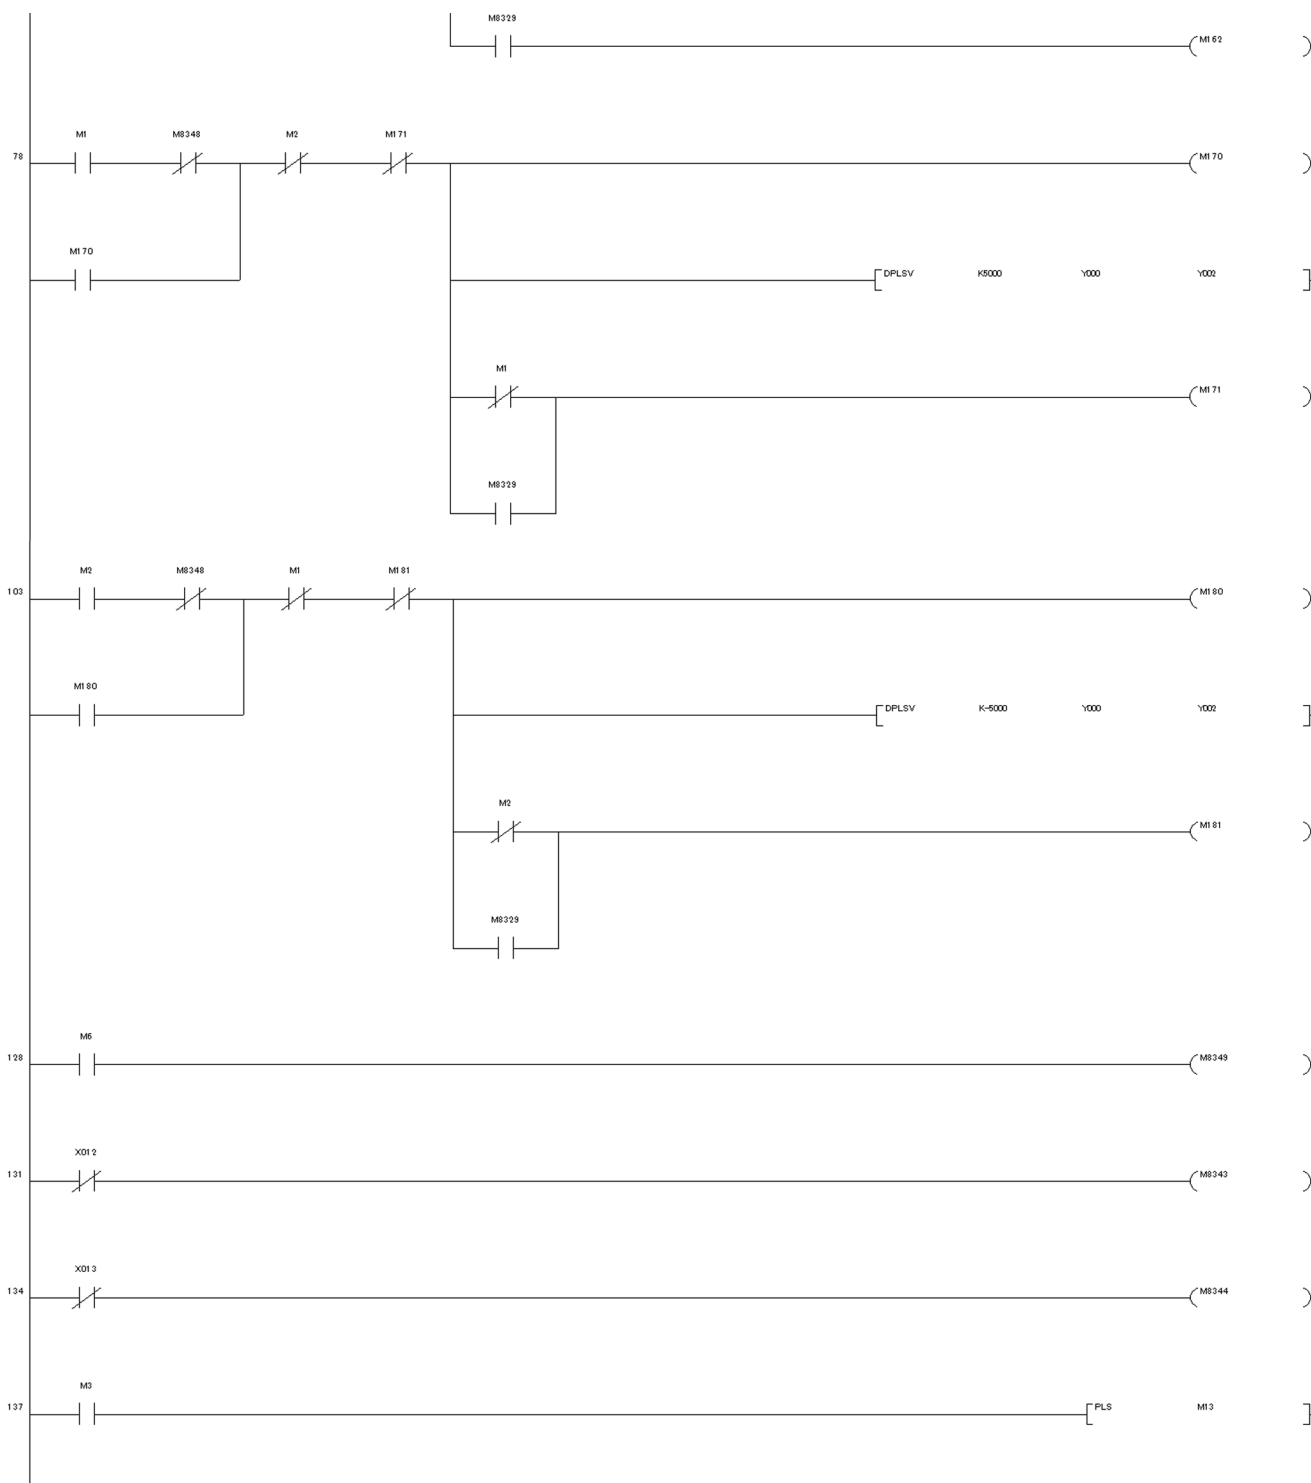 M8329
M162
M1 M8348 M2 M171
78 M170
M170
DPLSV K5000 Y000 Y002
M1
M171
M8329
M2 M8348 M1 M181
103 M180
M180
DPLSV K-5000 Y000 Y002
M2
M181
M8329
M6
128 M8349
X012
131 M8343
X013
134 M8344
M3
137 PLS M13